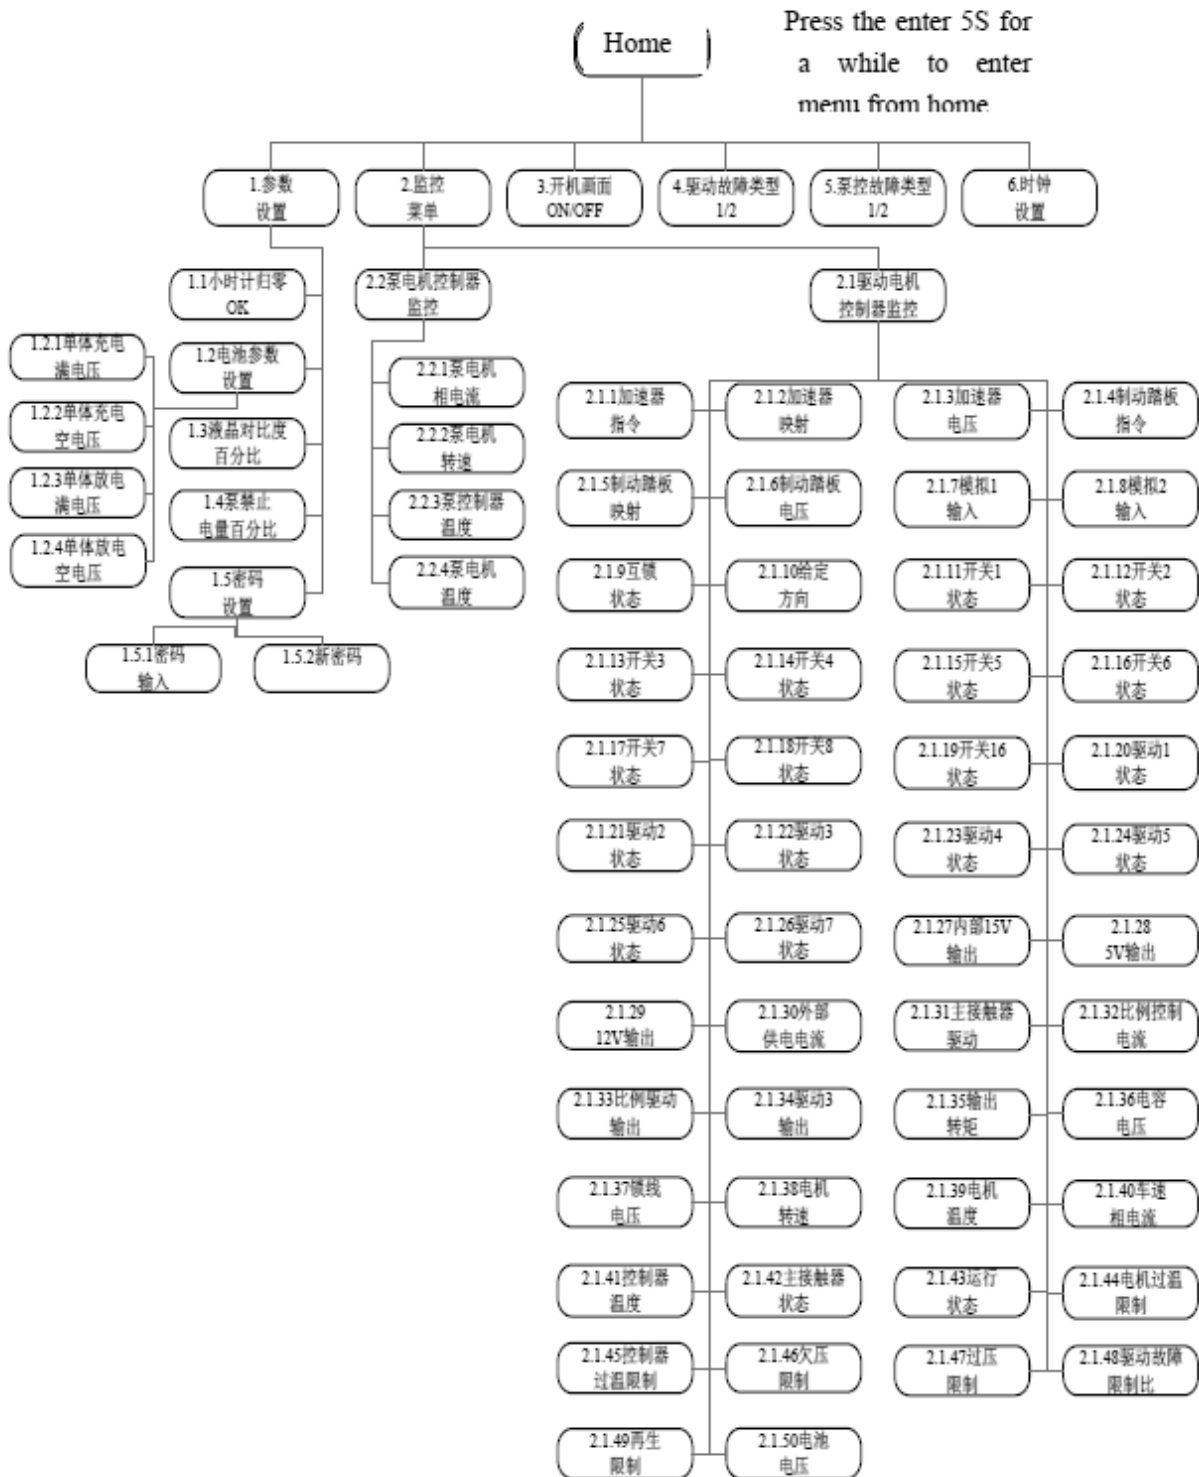 Home
Press the enter 5S for
a while to enter
menu from home
1.参数
设置
2.监控
菜单
3.开机画面
ON/OFF
4.驱动故障类型
1/2
5.泵控故障类型
1/2
6.时钟
设置
1.1小时计归零
OK
1.2电池参数
设置
1.2.1单体充电
满电压
1.2.2单体充电
空电压
1.2.3单体放电
满电压
1.2.4单体放电
空电压
1.3液晶对比度
百分比
1.4泵禁止
电量百分比
1.5密码
设置
1.5.1密码
输入
1.5.2新密码
2.2泵电机控制器
监控
2.2.1泵电机
相电流
2.2.2泵电机
转速
2.2.3泵控制器
温度
2.2.4泵电机
温度
2.1驱动电机
控制器监控
2.1.1加速器
指令
2.1.2加速器
映射
2.1.3加速器
电压
2.1.4制动踏板
指令
2.1.5制动踏板
映射
2.1.6制动踏板
电压
2.1.7模拟1
输入
2.1.8模拟2
输入
2.1.9互锁
状态
2.1.10给定
方向
2.1.11开关1
状态
2.1.12开关2
状态
2.1.13开关3
状态
2.1.14开关4
状态
2.1.15开关5
状态
2.1.16开关6
状态
2.1.17开关7
状态
2.1.18开关8
状态
2.1.19开关16
状态
2.1.20驱动1
状态
2.1.21驱动2
状态
2.1.22驱动3
状态
2.1.23驱动4
状态
2.1.24驱动5
状态
2.1.25驱动6
状态
2.1.26驱动7
状态
2.1.27内部15V
输出
2.1.28
5V输出
2.1.29
12V输出
2.1.30外部
供电电流
2.1.31主接触器
驱动
2.1.32比例控制
电流
2.1.33比例驱动
输出
2.1.34驱动3
输出
2.1.35输出
转矩
2.1.36电容
电压
2.1.37锁线
电压
2.1.38电机
转速
2.1.39电机
温度
2.1.40车速
相电流
2.1.41控制器
温度
2.1.42主接触器
状态
2.1.43运行
状态
2.1.44电机过温
限制
2.1.45控制器
过温限制
2.1.46欠压
限制
2.1.47过压
限制
2.1.48驱动故障
限制比
2.1.49再生
限制
2.1.50电池
电压